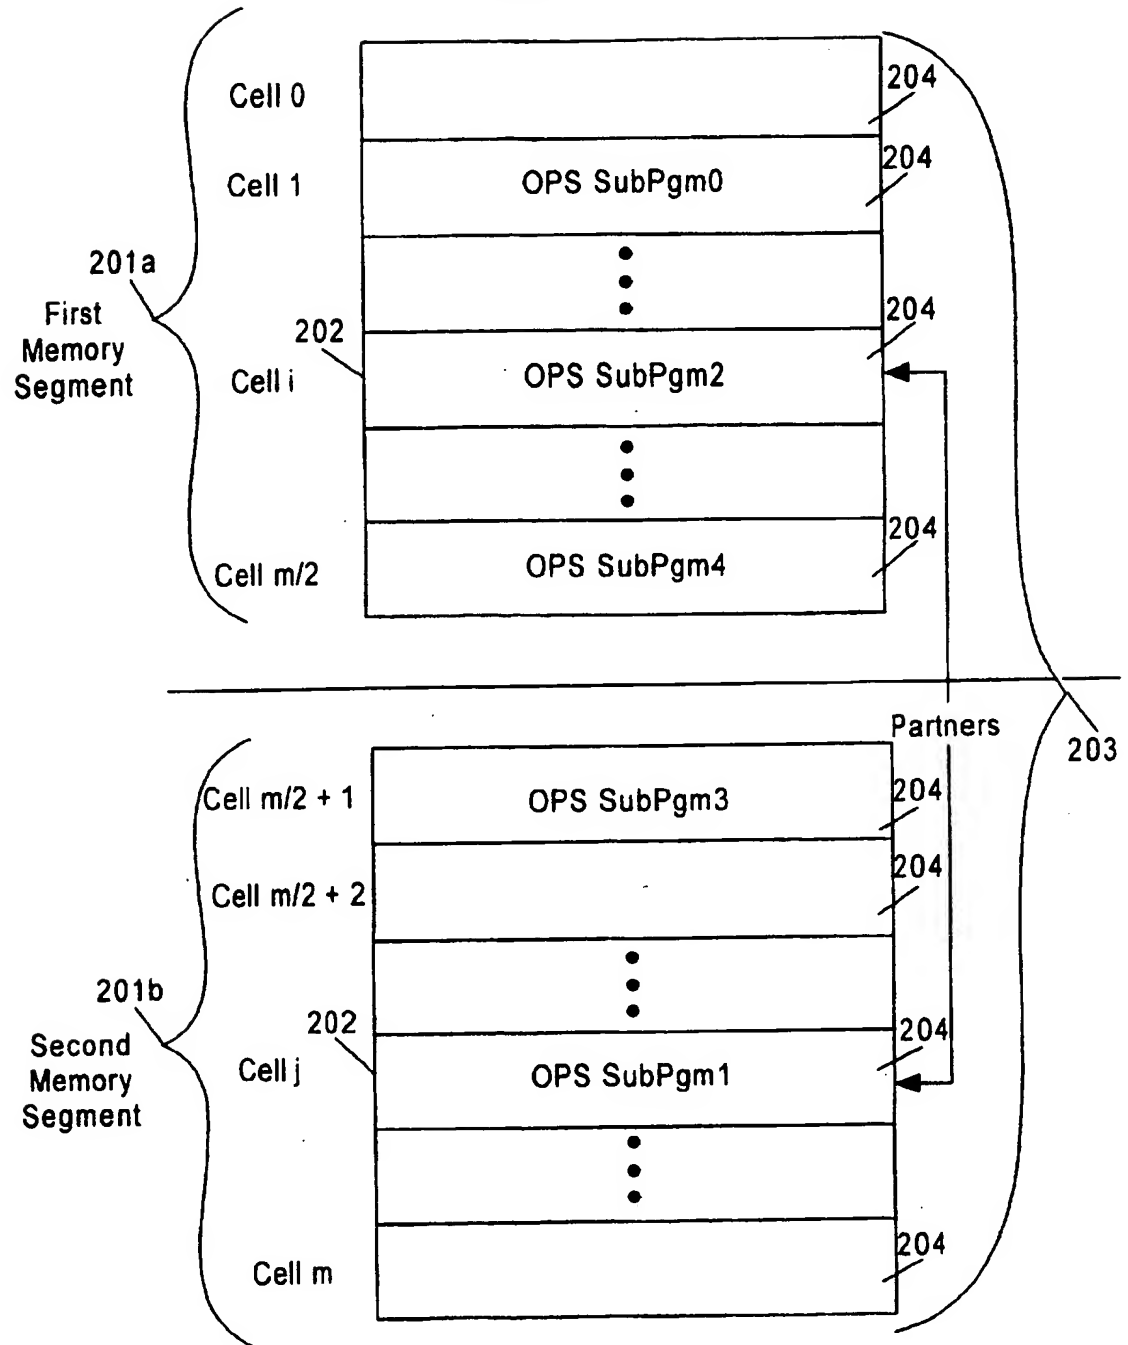 Cell 0
204
Cell 1
OPS SubPgm0
204
201a
First
Memory
Segment
202
204
Cell i
OPS SubPgm2
204
Cell m/2
OPS SubPgm4
Partners
203
Cell m/2 + 1
OPS SubPgm3
204
Cell m/2 + 2
204
201b
Second
Memory
Segment
202
204
Cell j
OPS SubPgm1
204
Cell m